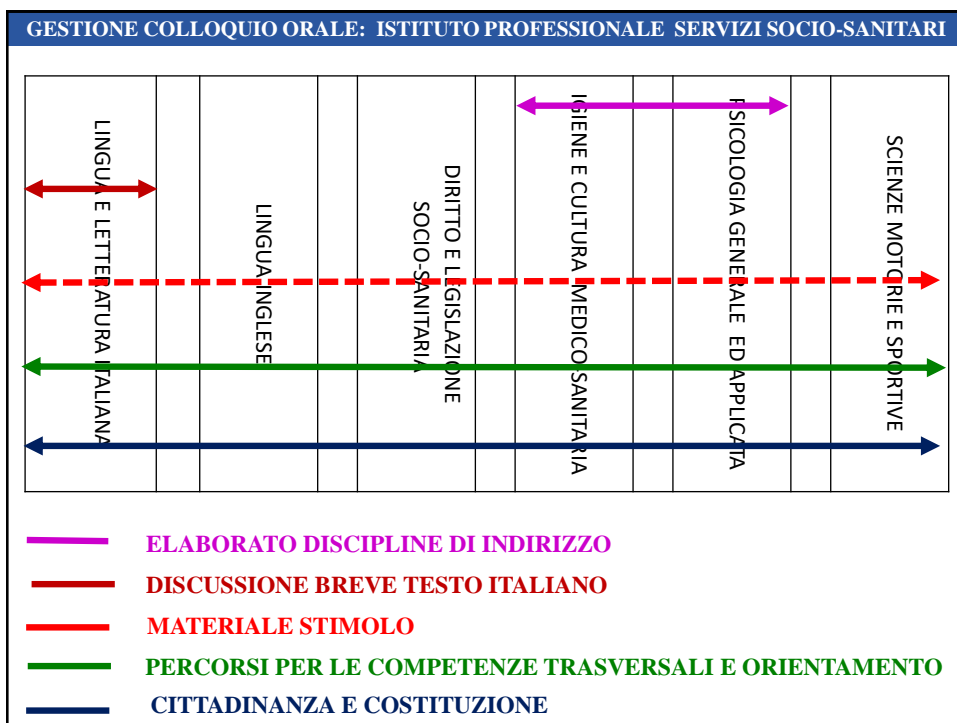 GESTIONE COLLOQUIO ORALE: ISTITUTO PROFESSIONALE SERVIZI SOCIO-SANITARI
LINGUA E LETTERATURA ITALIANA
LINGUA INGLESE
DIRITTO E LEGISLAZIONE
SOCIO-SANITARIA
IGIENE E CULTURA MEDICO-SANITARIA
PSICOLOGIA GENERALE ED APPLICATA
SCIENZE MOTORIE E SPORTIVE
ELABORATO DISCIPLINE DI INDIRIZZO
DISCUSSIONE BREVE TESTO ITALIANO
MATERIALE STIMOLO
PERCORSI PER LE COMPETENZE TRASVERSALI E ORIENTAMENTO
CITTADINANZA E COSTITUZIONE